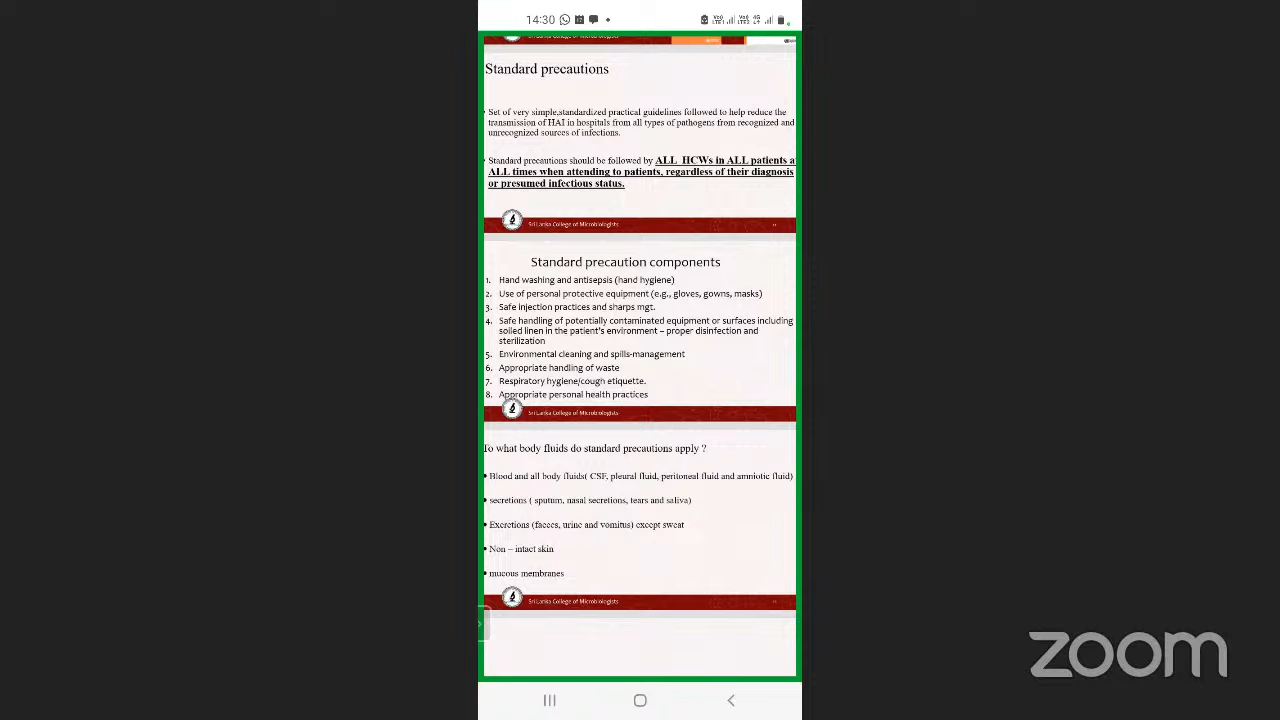 14:30
Sri Lanka College of Microbiologists
Standard precautions
Set of very simple,standardized practical guidelines followed to help reduce the
transmission of HAI in hospitals from all types of pathogens from recognized and
unrecognized sources of infections.
Standard precautions should be followed by ALL HCWs in ALL patients a
ALL times when attending to patients, regardless of their diagnosis
or presumed infectious status.
Sri Lanka College of Microbiologists
Standard precaution components
1. Hand washing and antisepsis (hand hygiene)
2. Use of personal protective equipment (e.g., gloves, gowns, masks)
3. Safe injection practices and sharps mgt.
4. Safe handling of potentially contaminated equipment or surfaces including
soiled linen in the patient's environment – proper disinfection and
sterilization
5. Environmental cleaning and spills-management
6. Appropriate handling of waste
7. Respiratory hygiene/cough etiquette.
8. Appropriate personal health practices
Sri Lanka College of Microbiologists
To what body fluids do standard precautions apply ?
• Blood and all body fluids( CSF, pleural fluid, peritoneal fluid and amniotic fluid)
• secretions ( sputum, nasal secretions, tears and saliva)
• Excretions (faeces, urine and vomitus) except sweat
• Non – intact skin
• mucous membranes
Sri Lanka College of Microbiologists
zoom